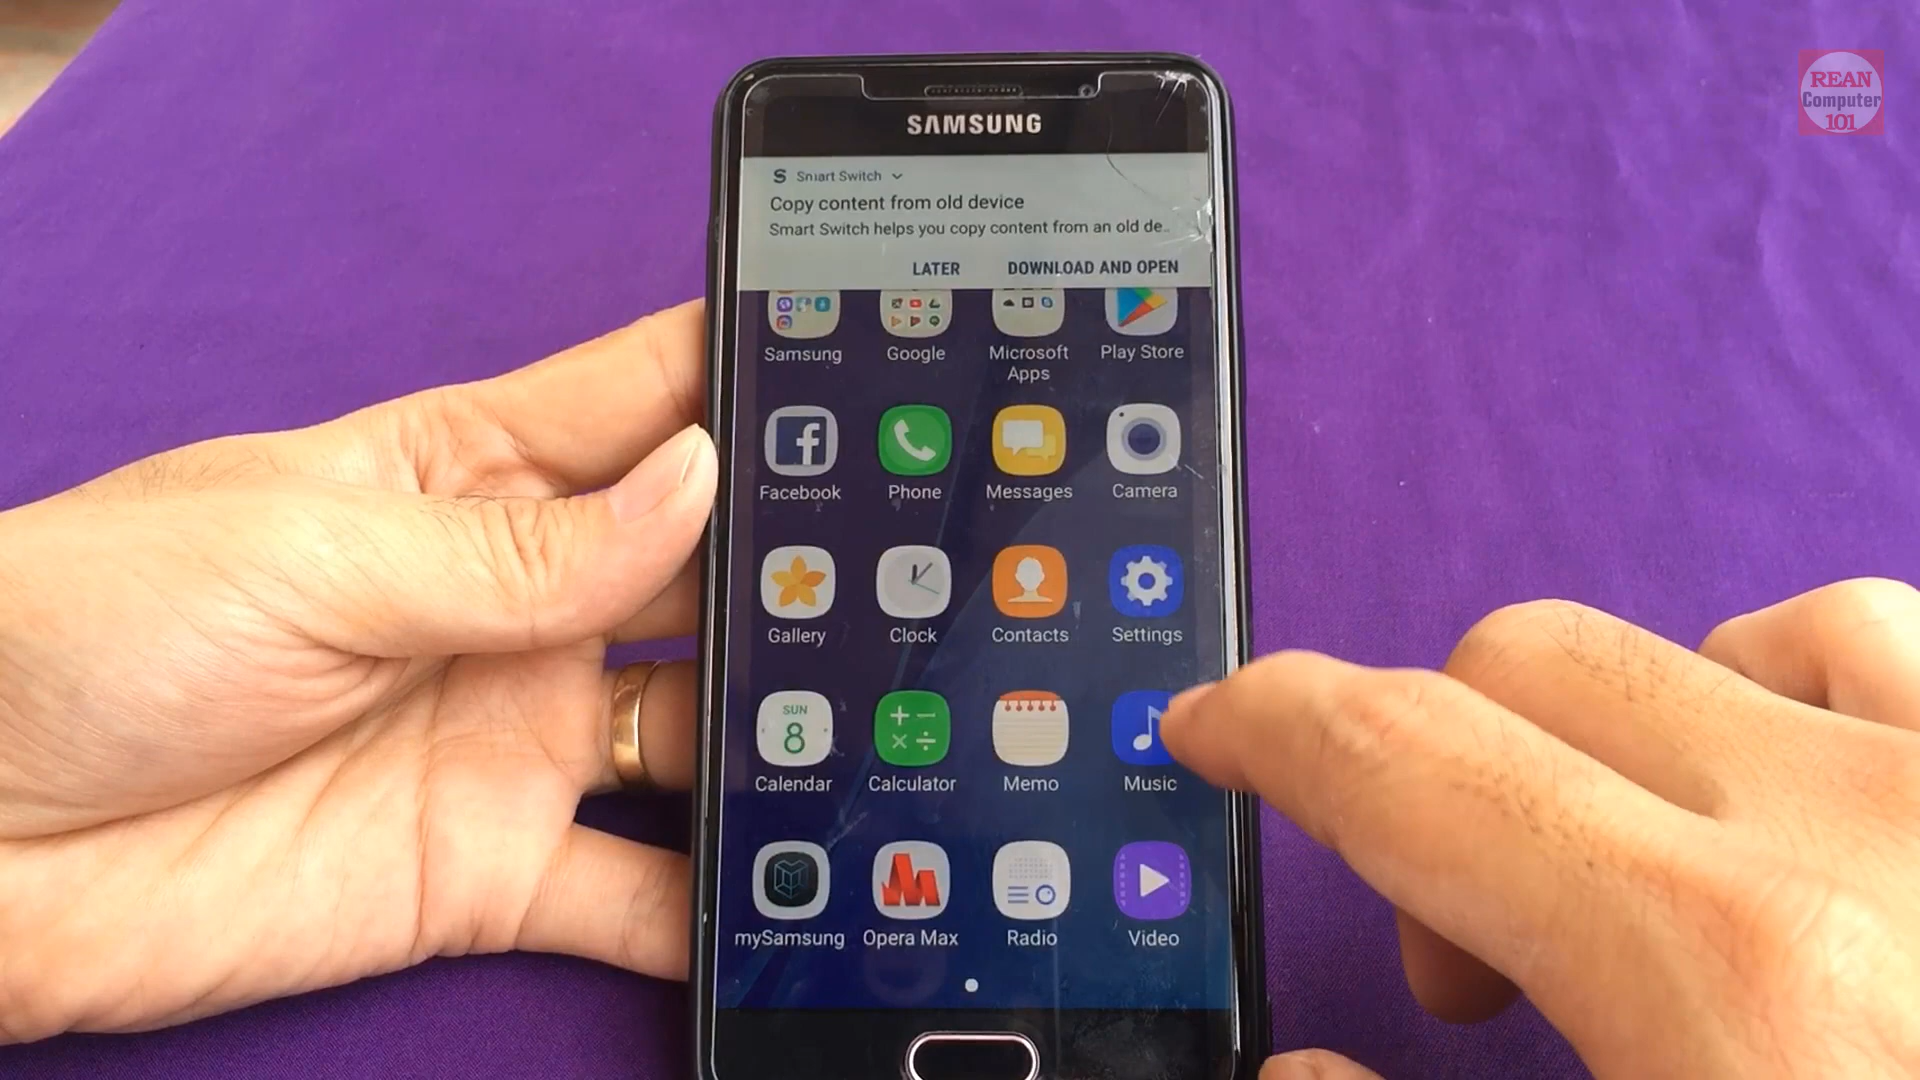 REAN
Computer
101
SAMSUNG
Smart Switch
Copy content from old device
Smart Switch helps you copy content from an old de..
LATER DOWNLOAD AND OPEN
Samsung Google Microsoft Apps Play Store
Facebook Phone Messages Camera
Gallery Clock Contacts Settings
SUN
8
Calendar Calculator Memo Music
mySamsung Opera Max Radio Video